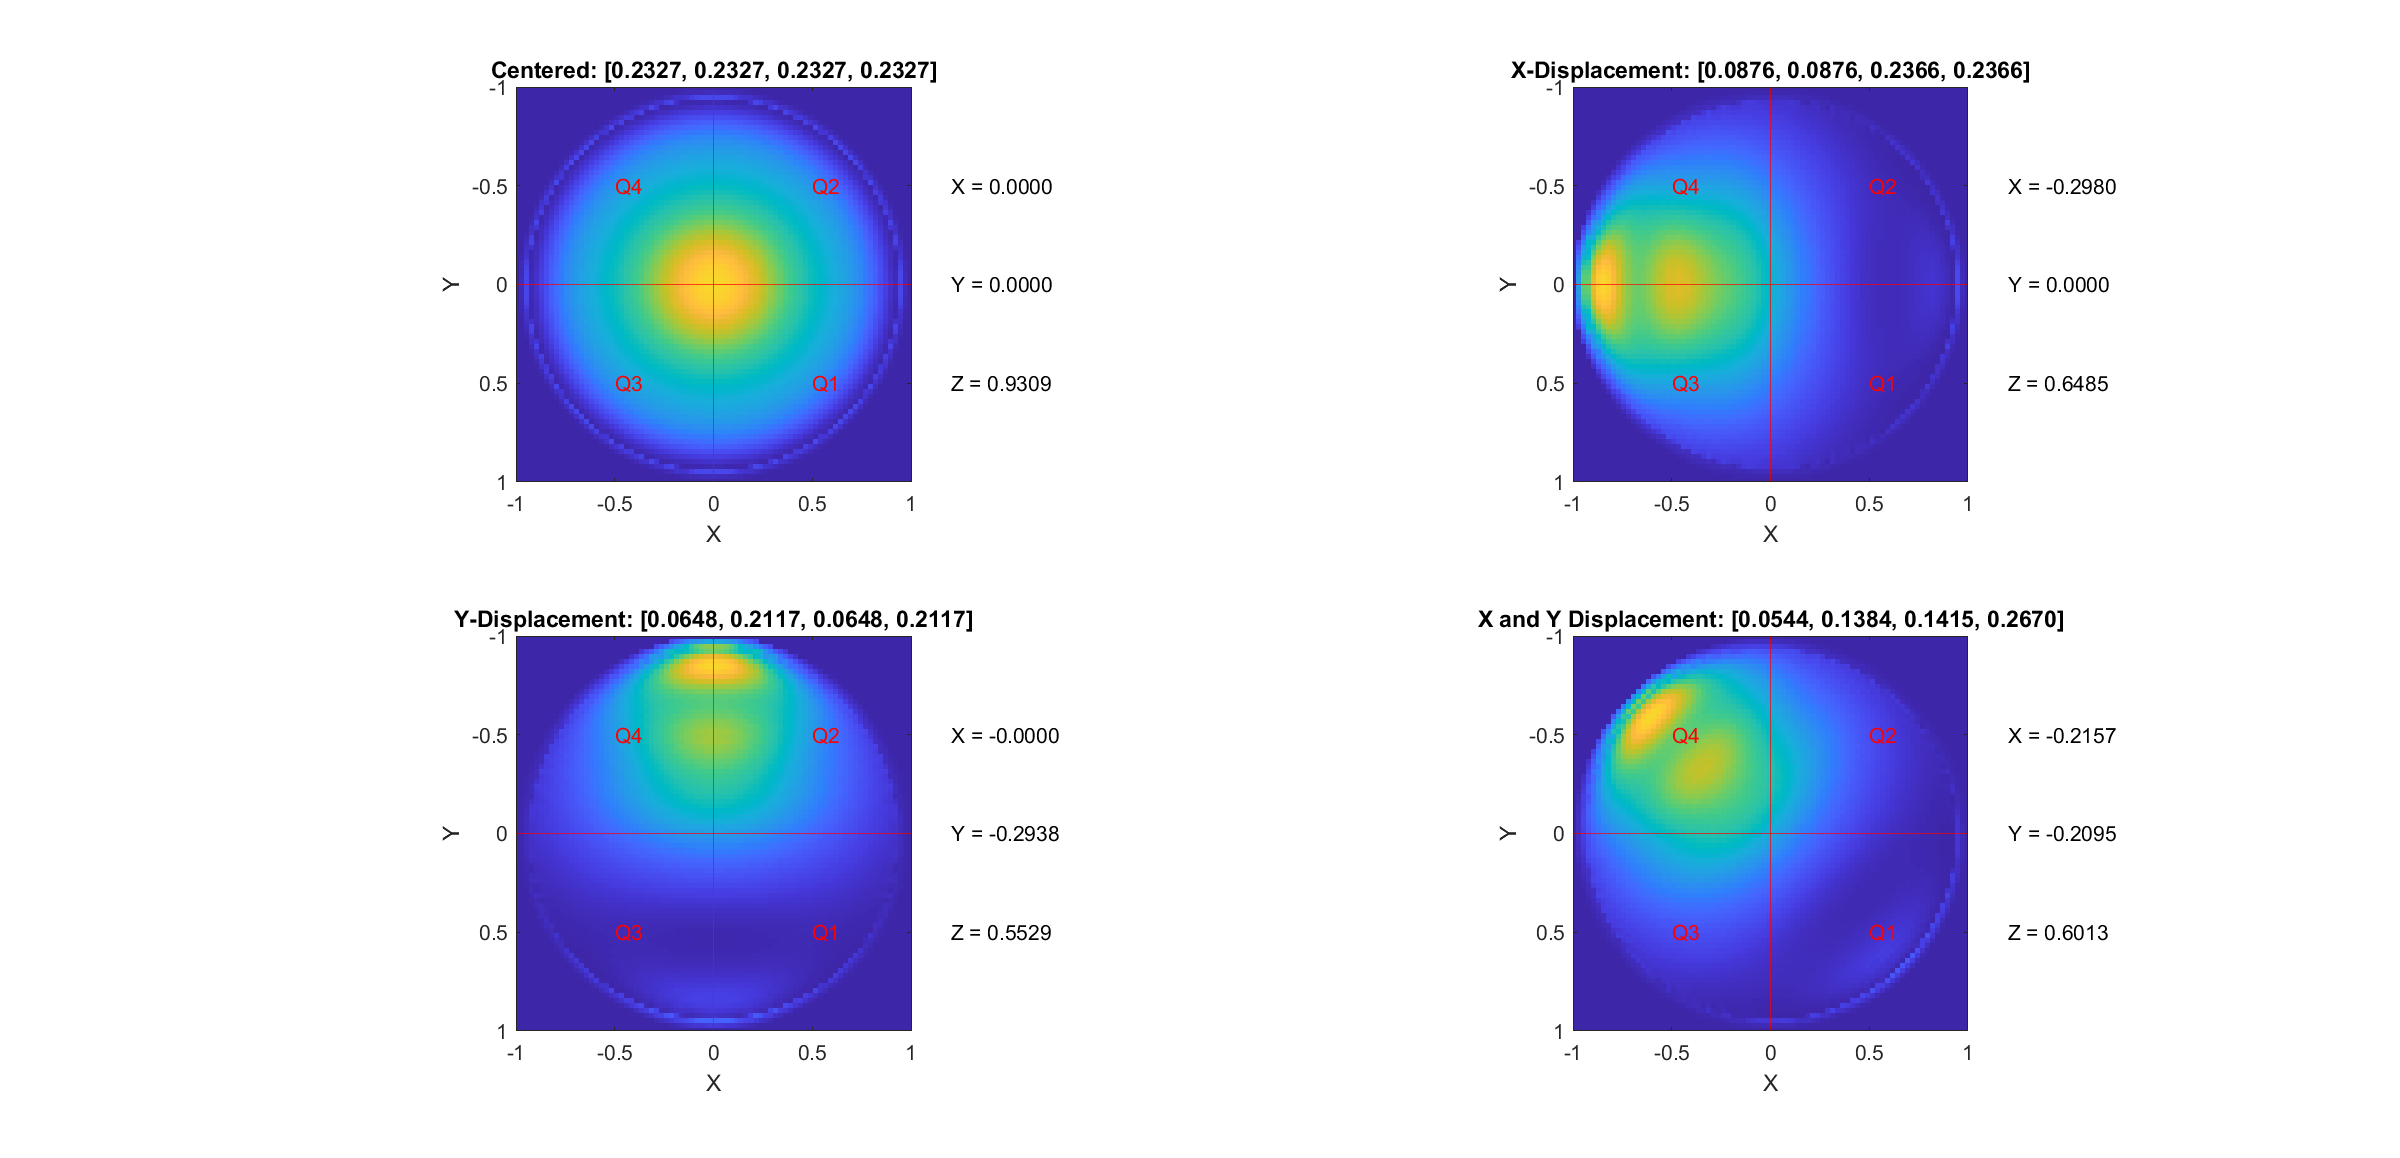 Centered: [0.2327, 0.2327, 0.2327, 0.2327]
-1
-0.5
0
0.5
1
Y
Q4
Q2
Q3
Q1
-1
-0.5
0
0.5
1
X
X = 0.0000
Y = 0.0000
Z = 0.9309
X-Displacement: [0.0876, 0.0876, 0.2366, 0.2366]
-1
-0.5
0
0.5
1
Y
Q4
Q2
Q3
Q1
-1
-0.5
0
0.5
1
X
X = -0.2980
Y = 0.0000
Z = 0.6485
Y-Displacement: [0.0648, 0.2117, 0.0648, 0.2117]
-1
-0.5
0
0.5
1
Y
Q4
Q2
Q3
Q1
-1
-0.5
0
0.5
1
X
X = -0.0000
Y = -0.2938
Z = 0.5529
X and Y Displacement: [0.0544, 0.1384, 0.1415, 0.2670]
-1
-0.5
0
0.5
1
Y
Q4
Q2
Q3
Q1
-1
-0.5
0
0.5
1
X
X = -0.2157
Y = -0.2095
Z = 0.6013